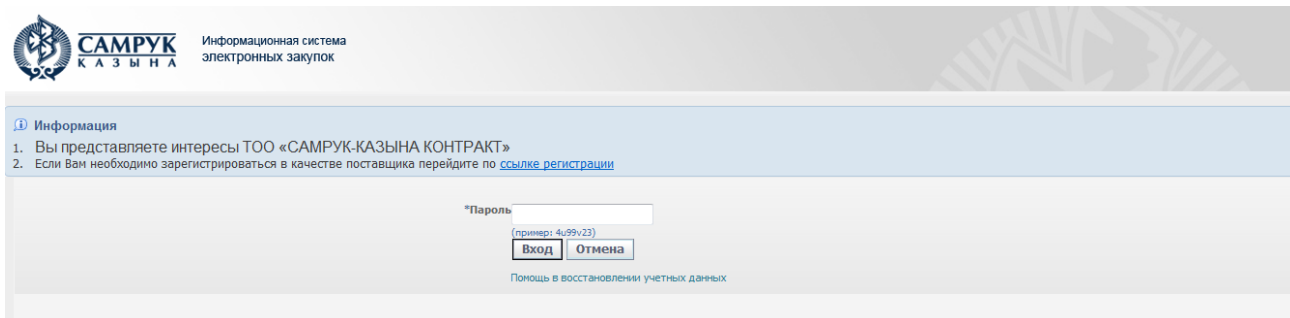 САМРУК
КАЗЫНА
Информационная система
электронных закупок
Информация
1. Вы представляете интересы ТОО «САМРУК-КАЗЫНА КОНТРАКТ»
2. Если Вам необходимо зарегистрироваться в качестве поставщика перейдите по ссылке регистрации
*Пароль
(пример: 4u99v23)
Вход Отмена
Помощь в восстановлении учетных данных